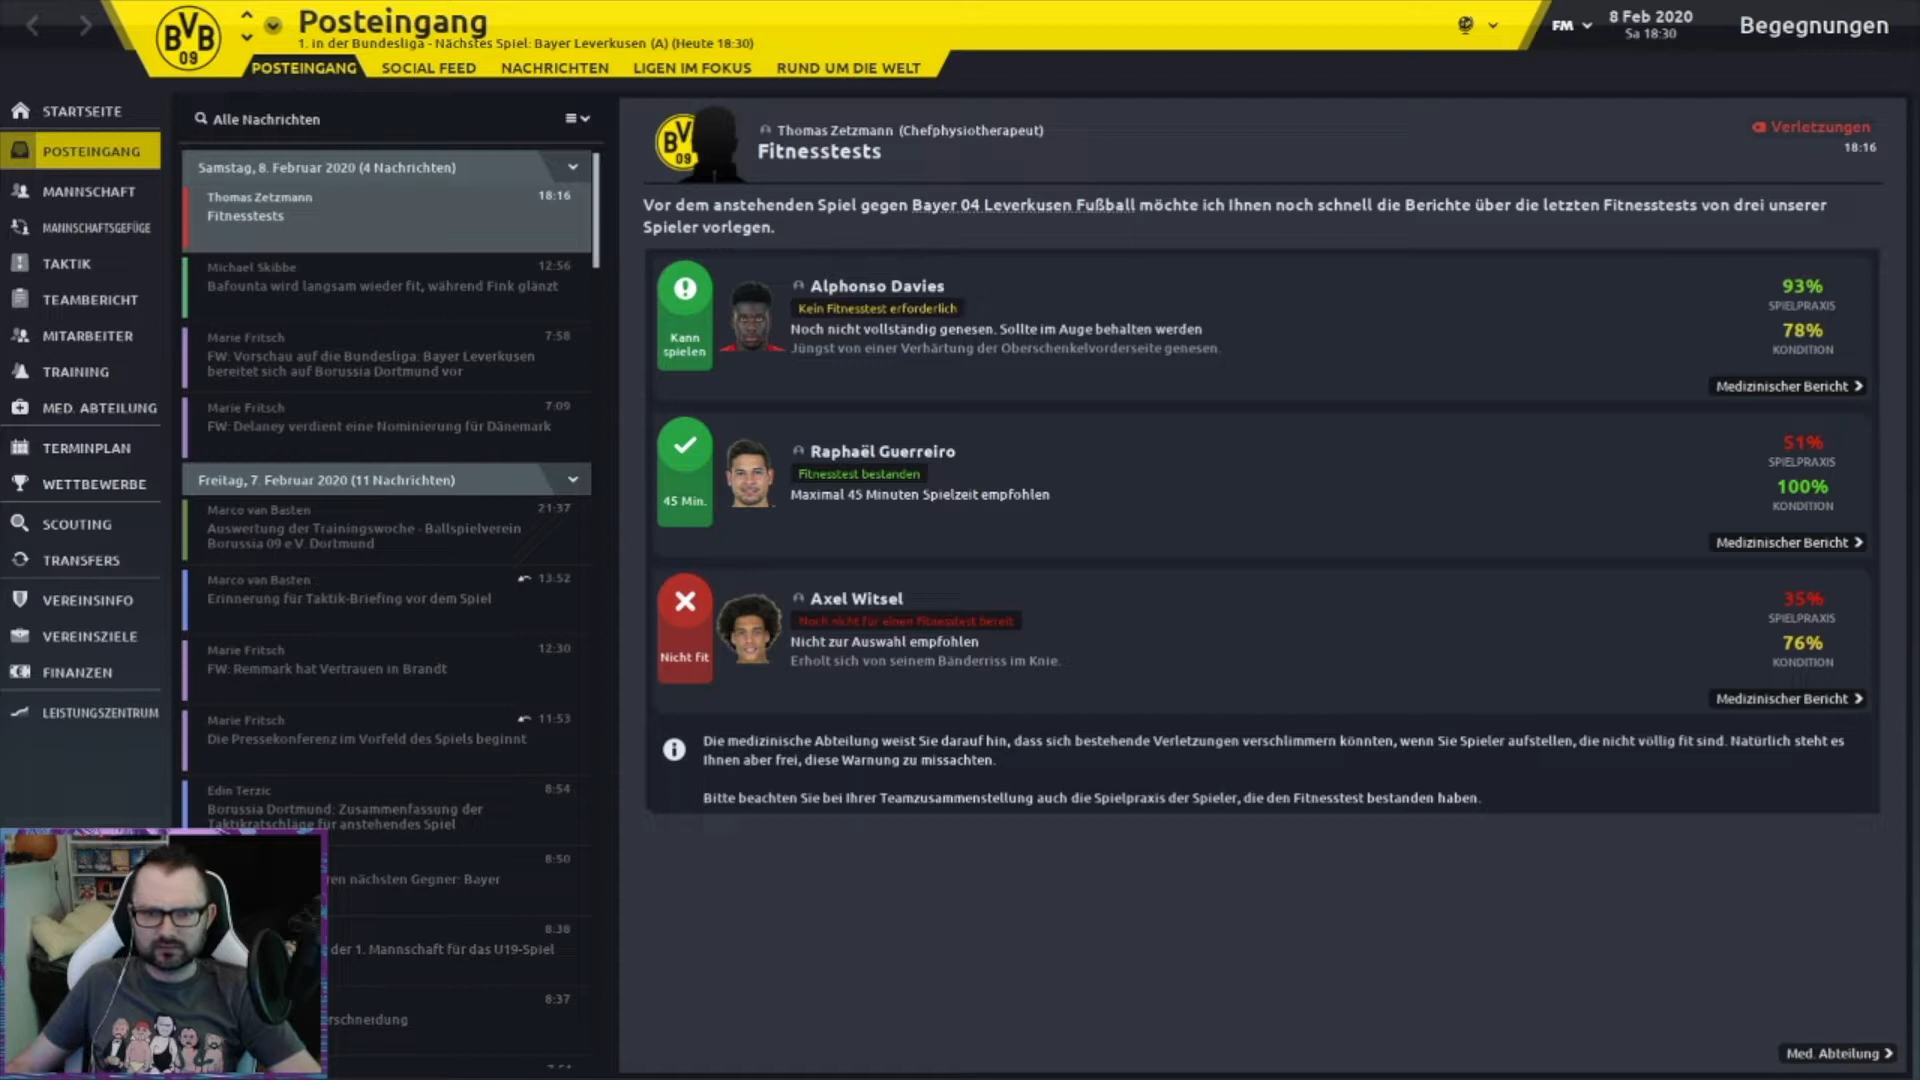 Posteingang
1. in der Bundesliga - Nächstes Spiel: Bayer Leverkusen (A) (Heute 18:30)
FM
8 Feb 2020
Sa 18:30
Begegnungen
BVB 09
POSTEINGANG
SOCIAL FEED
NACHRICHTEN
LIGEN IM FOKUS
RUND UM DIE WELT
STARTSEITE
POSTEINGANG
MANNSCHAFT
MANNSCHAFTSGEFÜGE
TAKTIK
TEAMBERICHT
MITARBEITER
TRAINING
MED. ABTEILUNG
TERMINPLAN
WETTBEWERBE
SCOUTING
TRANSFERS
VEREINSINFO
VEREINSZIELE
FINANZEN
LEISTUNGSZENTRUM
Alle Nachrichten
Samstag, 8. Februar 2020 (4 Nachrichten)
Thomas Zetzmann 18:16
Fitnesstests
Michael Skibbe 12:56
Bafounta wird langsam wieder fit, während Fink glänzt
Marie Fritsch 7:58
FW: Vorschau auf die Bundesliga: Bayer Leverkusen
bereitet sich auf Borussia Dortmund vor
Marie Fritsch 7:09
FW: Delaney verdient eine Nominierung für Dänemark
Freitag, 7. Februar 2020 (11 Nachrichten)
Marco van Basten 21:37
Auswertung der Trainingswoche - Ballspielverein
Borussia 09 e.V. Dortmund
Marco van Basten 13:52
Erinnerung für Taktik-Briefing vor dem Spiel
Marie Fritsch 12:30
FW: Remmark hat Vertrauen in Brandt
Marie Fritsch 11:53
Die Pressekonferenz im Vorfeld des Spiels beginnt
Edin Terzic 8:54
Borussia Dortmund: Zusammenfassung der
Taktikratschläge für anstehendes Spiel
8:50
ren nächsten Gegner: Bayer
8:38
der 1. Mannschaft für das U19-Spiel
8:37
rschneidung
BVB 09
Thomas Zetzmann (Chefphysiotherapeut)
Fitnesstests
Verletzungen
18:16
Vor dem anstehenden Spiel gegen Bayer 04 Leverkusen Fußball möchte ich Ihnen noch schnell die Berichte über die letzten Fitnesstests von drei unserer
Spieler vorlegen.
Kann
spielen
Alphonso Davies
Kein Fitnesstest erforderlich
Noch nicht vollständig genesen. Sollte im Auge behalten werden
Jüngst von einer Verhärtung der Oberschenkelvorderseite genesen.
93%
SPIELPRAXIS
78%
KONDITION
Medizinischer Bericht
45 Min.
Raphaël Guerreiro
Fitnesstest bestanden
Maximal 45 Minuten Spielzeit empfohlen
51%
SPIELPRAXIS
100%
KONDITION
Medizinischer Bericht
Nicht fit
Axel Witsel
Noch nicht für einen Fitnesstest bereit
Nicht zur Auswahl empfohlen
Erholt sich von seinem Bänderriss im Knie.
35%
SPIELPRAXIS
76%
KONDITION
Medizinischer Bericht
Die medizinische Abteilung weist Sie darauf hin, dass sich bestehende Verletzungen verschlimmern könnten, wenn Sie Spieler aufstellen, die nicht völlig fit sind. Natürlich steht es
Ihnen aber frei, diese Warnung zu missachten.
Bitte beachten Sie bei Ihrer Teamzusammenstellung auch die Spielpraxis der Spieler, die den Fitnesstest bestanden haben.
Med. Abteilung